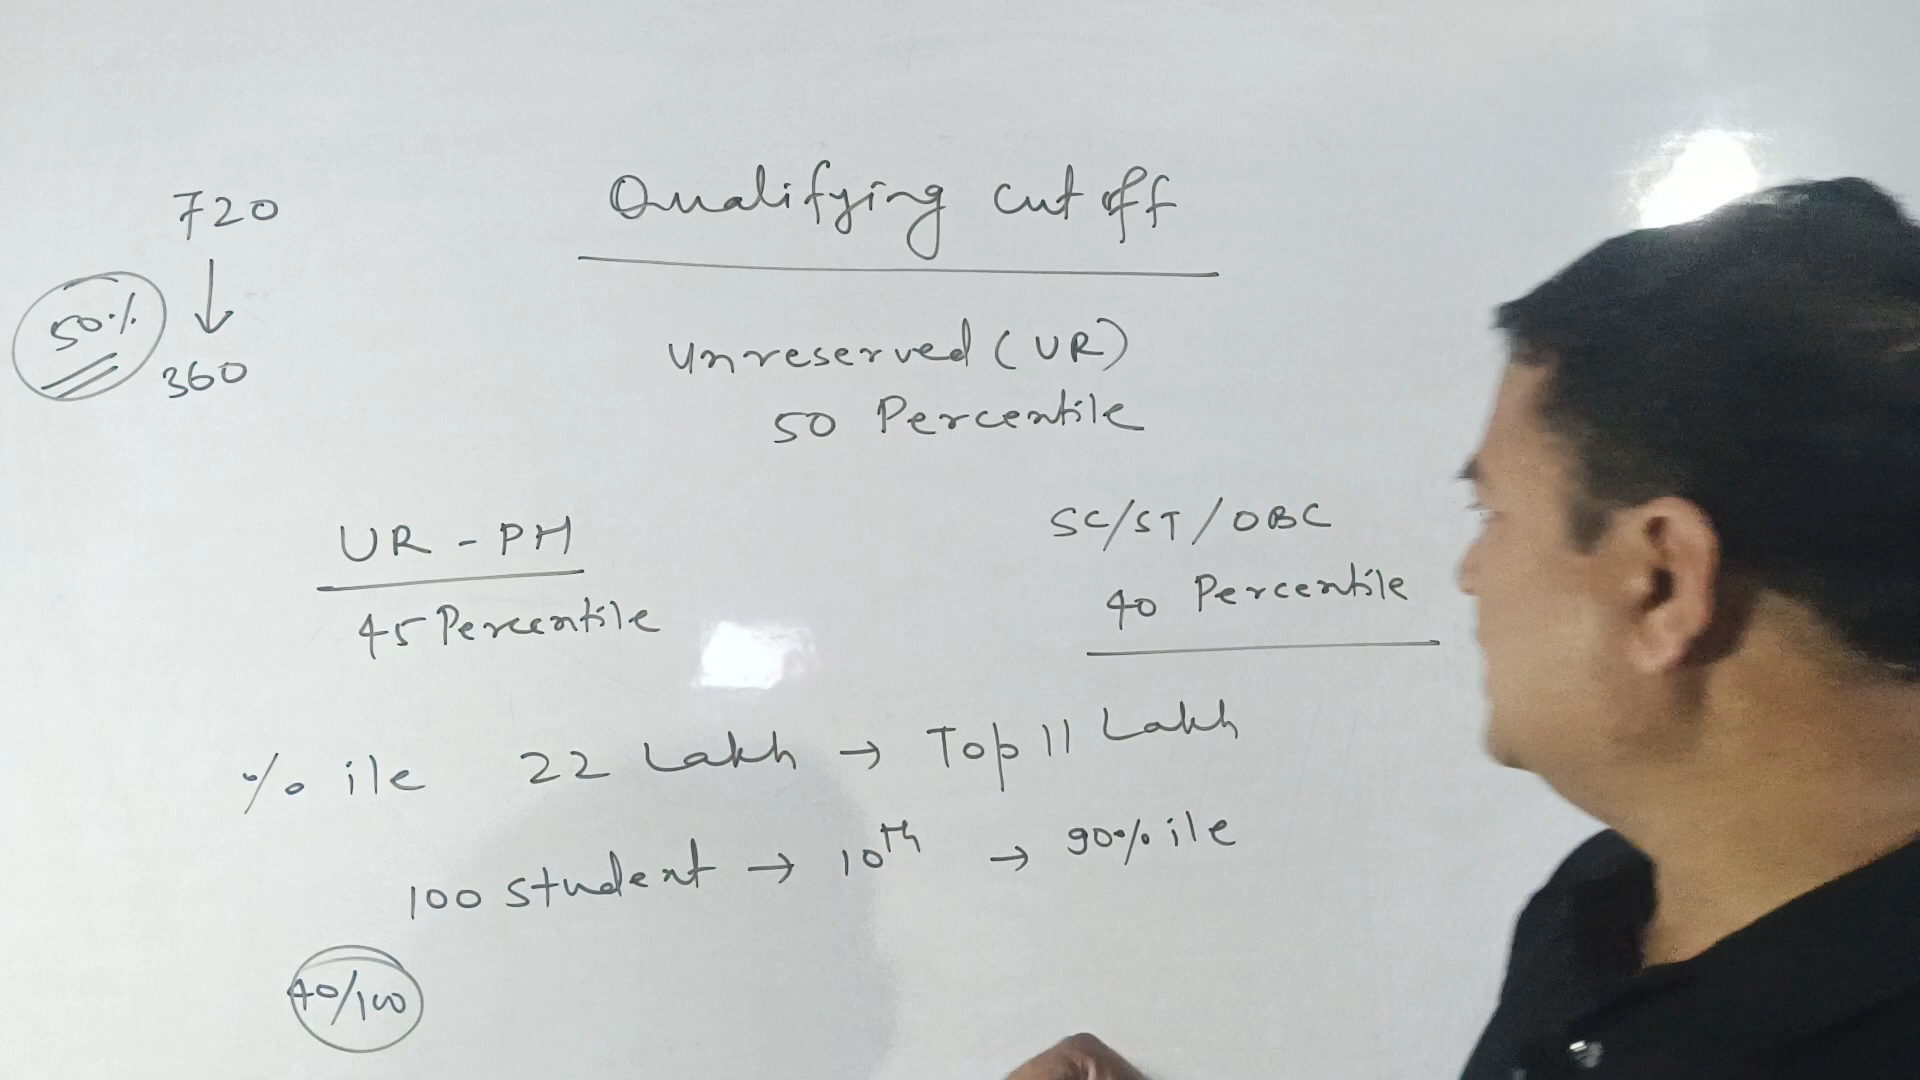 Qualifying cut off
720
50%
360
Unreserved (UR)
50 Percentile
UR - PH
45 Percentile
SC/ST/OBC
40 Percentile
% ile 22 Lakh → Top 11 Lakh
100 student → 10th → 90% ile
40/100